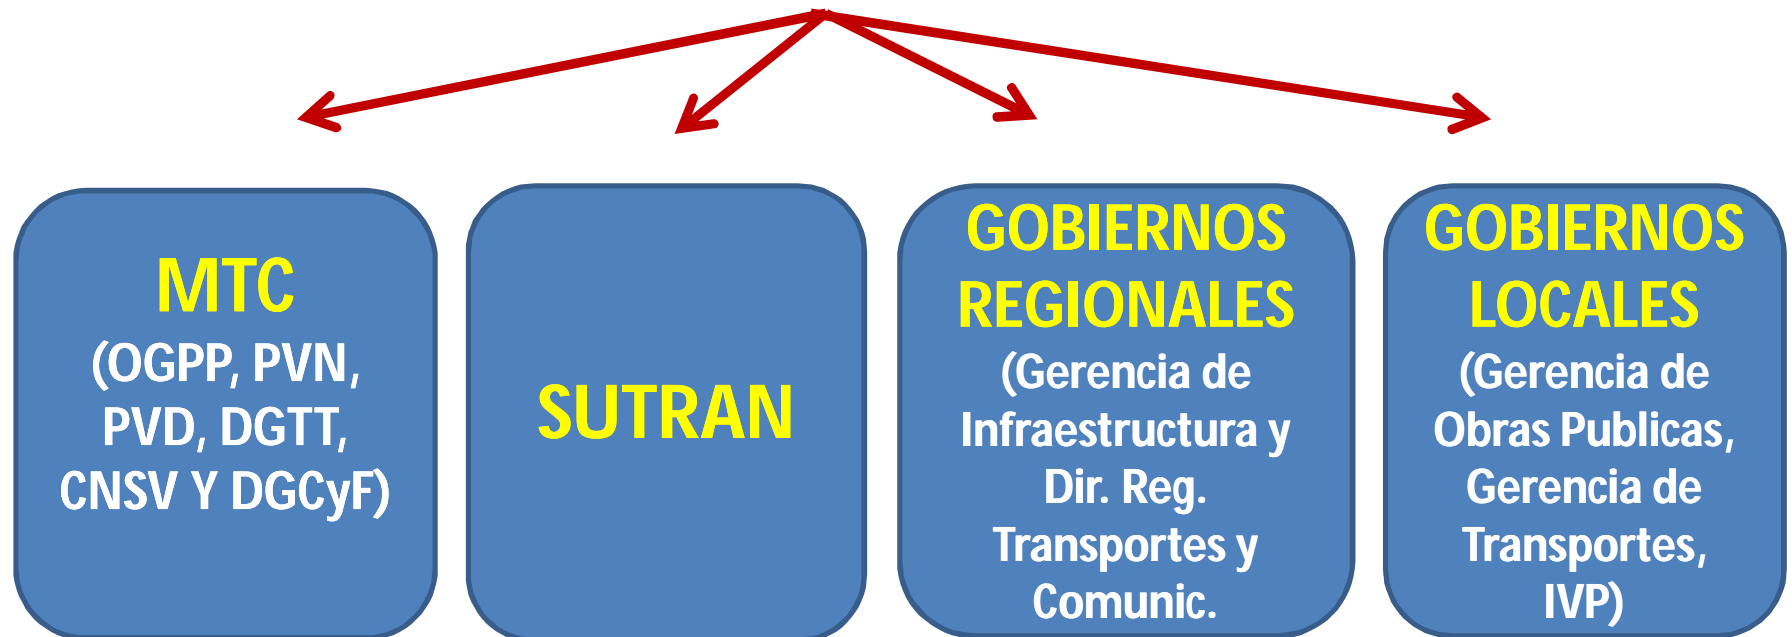 MTC
(OGPP, PVN,
PVD, DGTT,
CNSV Y DGCyF)
SUTRAN
GOBIERNOS
REGIONALES
(Gerencia de
Infraestructura y
Dir. Reg.
Transportes y
Comunic.
GOBIERNOS
LOCALES
(Gerencia de
Obras Publicas,
Gerencia de
Transportes,
IVP)